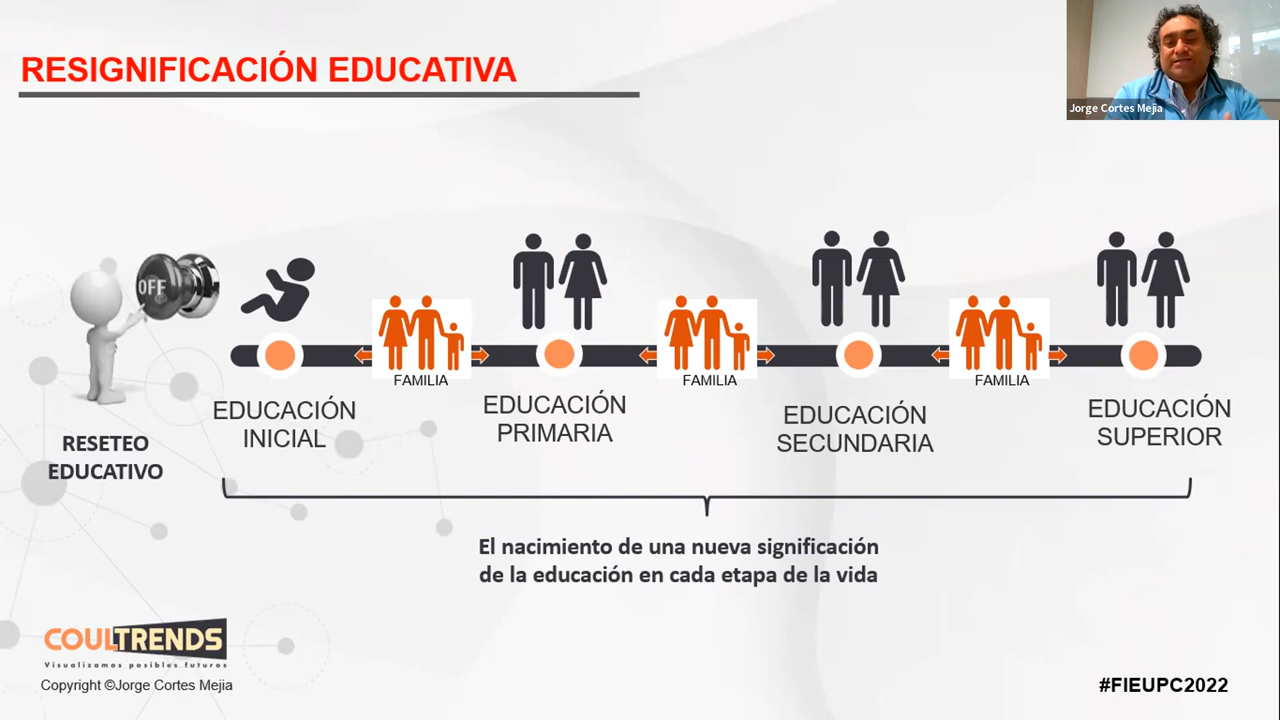 RESIGNIFICACIÓN EDUCATIVA
Jorge Cortes Mejia
OFF
FAMILIA
FAMILIA
FAMILIA
EDUCACIÓN
INICIAL
EDUCACIÓN
PRIMARIA
EDUCACIÓN
SECUNDARIA
EDUCACIÓN
SUPERIOR
RESETEO
EDUCATIVO
El nacimiento de una nueva significación
de la educación en cada etapa de la vida
COULTRENDS
Visualizamos posibles futuros
Copyright ©Jorge Cortes Mejia
#FIEUPC2022